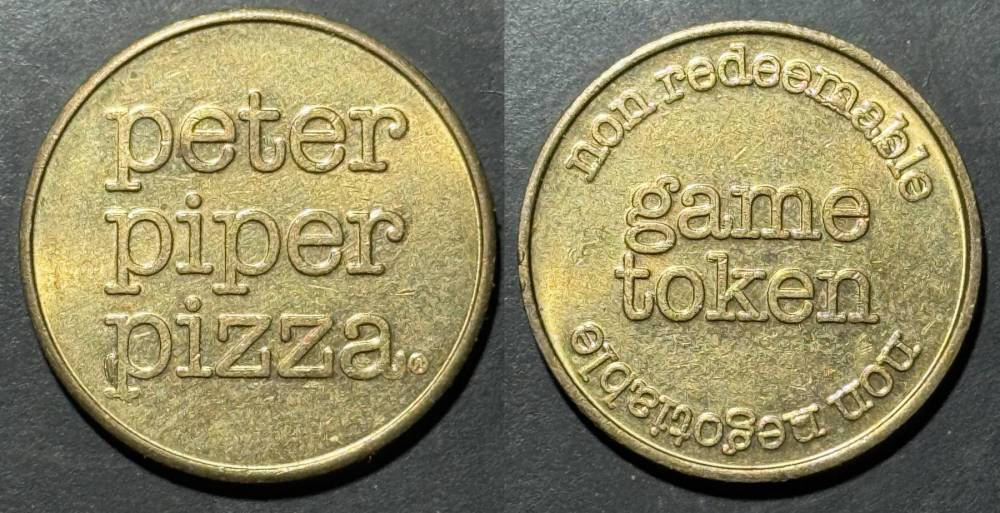 peter
piper
pizza®
non redeemable
game
token
non negotiable